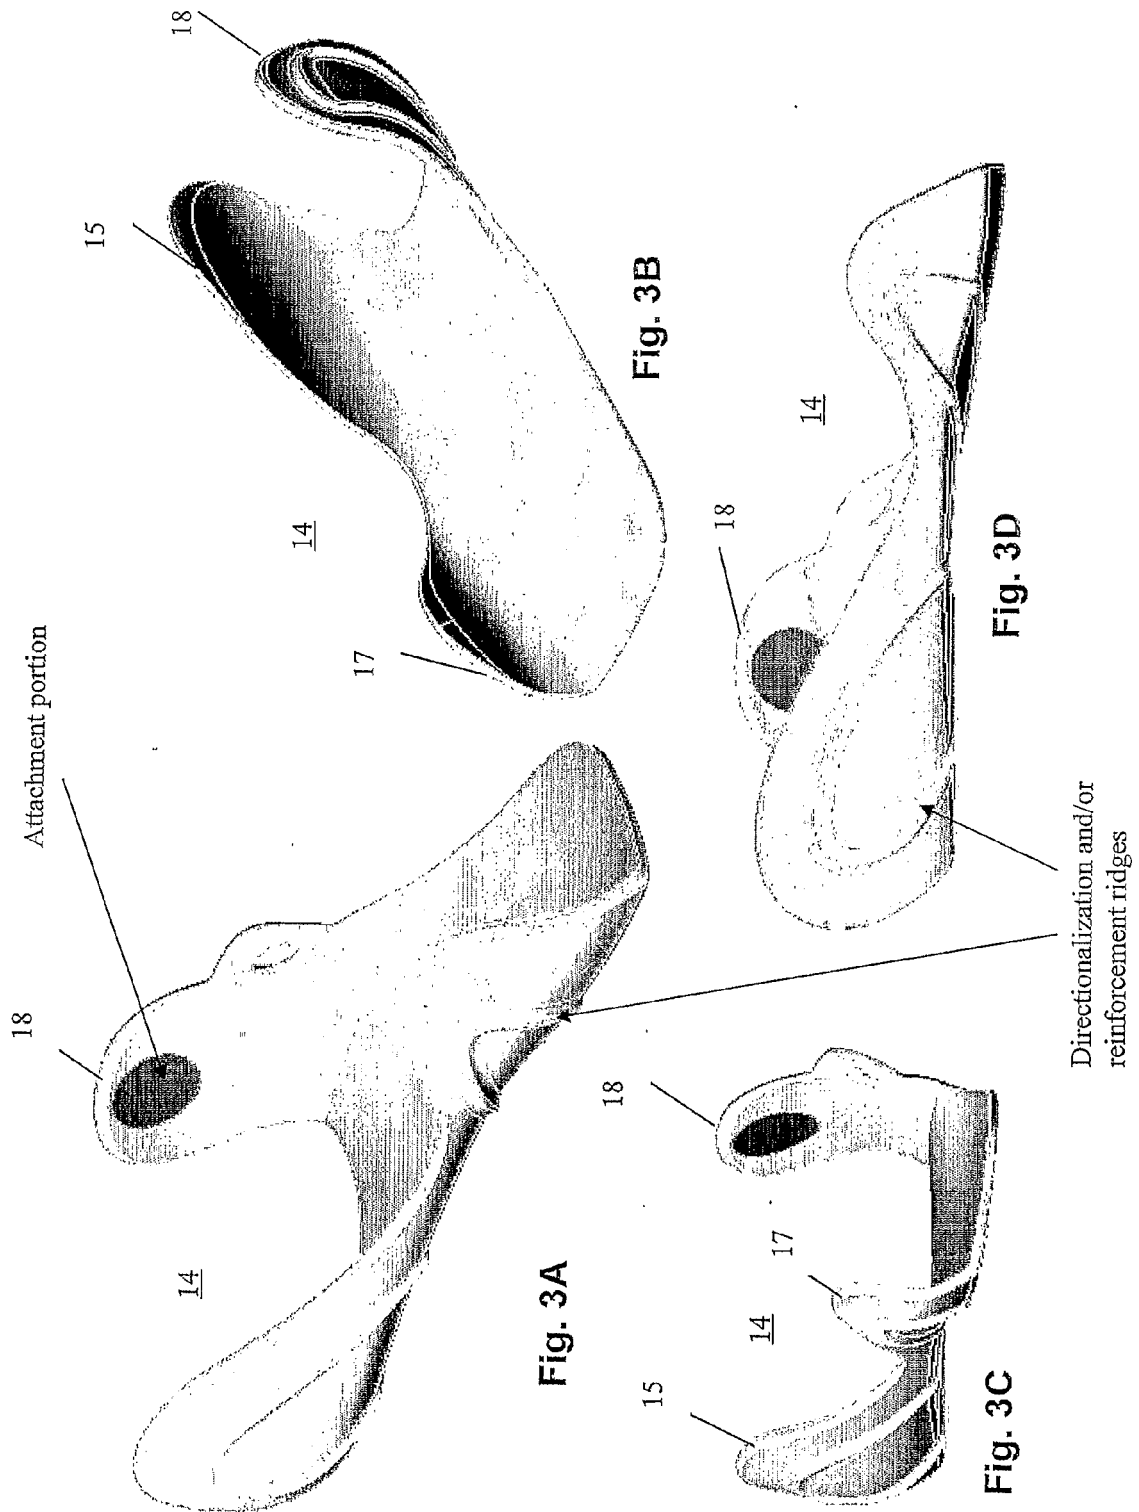 18
Attachment portion
14
Fig. 3A
15
18
14
17
Fig. 3B
15
14
17
18
Fig. 3C
18
14
Fig. 3D
Directionalization and/or
reinforcement ridges